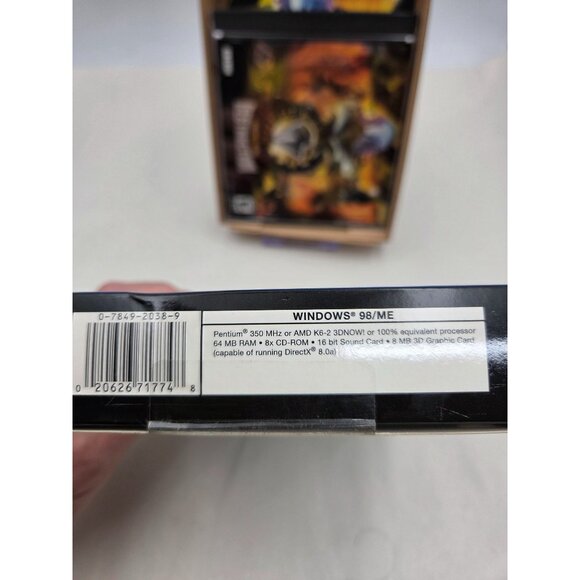 0-7849-2038-9
0 20626 71774 8
WINDOWS® 98/ME
Pentium® 350 MHz or AMD K6-2 3DNOW! or 100% equivalent processor
64 MB RAM • 8x CD-ROM • 16 bit Sound Card • 8 MB 3D Graphic Card
(capable of running DirectX® 8.0a)